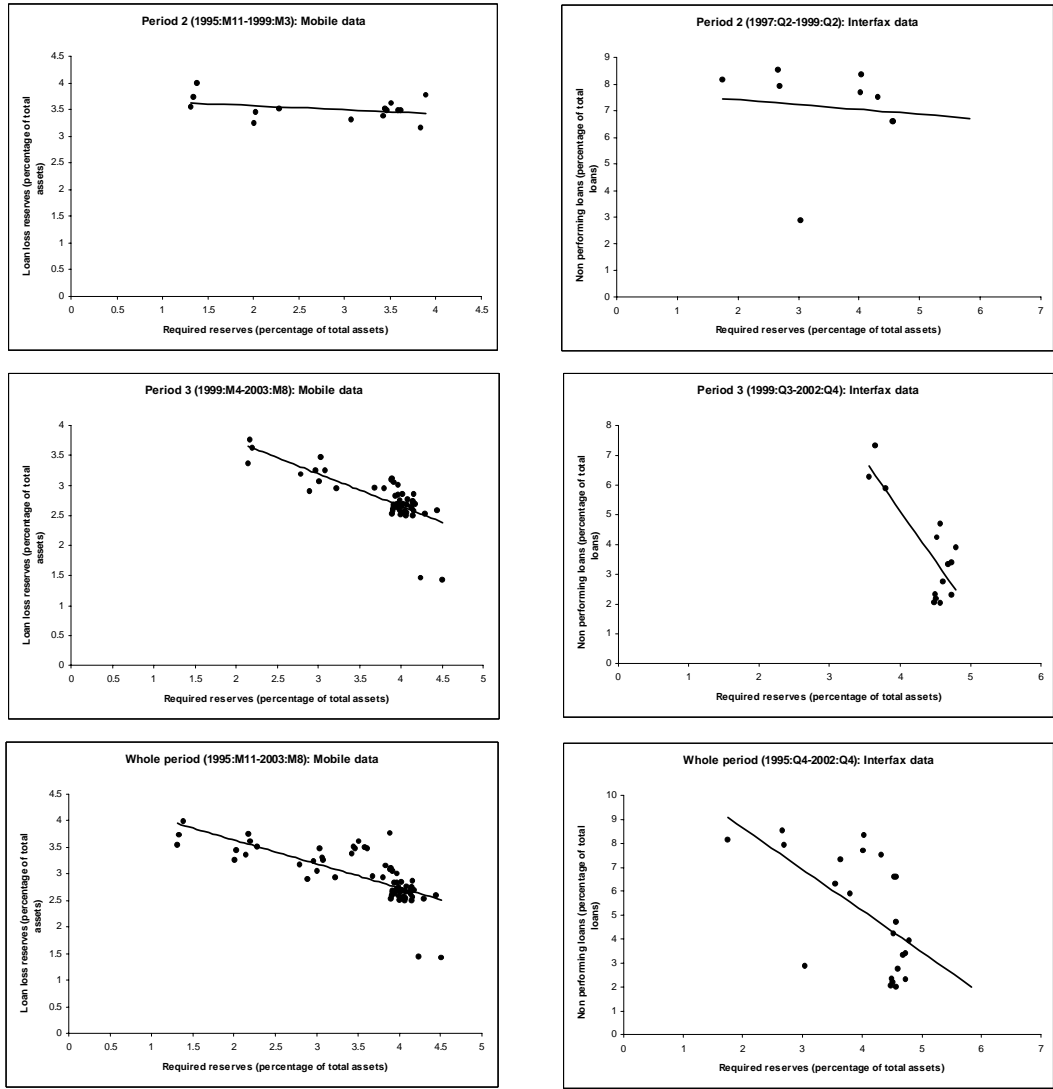 Period 2 (1995:M11-1999:M3): Mobile data
Loan loss reserves (percentage of total
assets)
4.5
4
3.5
3
2.5
2
1.5
1
0.5
0
0 0.5 1 1.5 2 2.5 3 3.5 4 4.5
Required reserves (percentage of total assets)
Period 2 (1997:Q2-1999:Q2): Interfax data
Non performing loans (percentage of total
loans)
9
8
7
6
5
4
3
2
1
0
0 1 2 3 4 5 6 7
Required reserves (percentage of total assets)
Period 3 (1999:M4-2003:M8): Mobile data
Loan loss reserves (percentage of total
assets)
4
3.5
3
2.5
2
1.5
1
0.5
0
0 0.5 1 1.5 2 2.5 3 3.5 4 4.5 5
Required reserves (percentage of total assets)
Period 3 (1999:Q3-2002:Q4): Interfax data
Non performing loans (percentage of total
loans)
8
7
6
5
4
3
2
1
0
0 1 2 3 4 5 6
Required reserves (percentage of total assets)
Whole period (1995:M11-2003:M8): Mobile data
Loan loss reserves (percentage of total
assets)
4.5
4
3.5
3
2.5
2
1.5
1
0.5
0
0 0.5 1 1.5 2 2.5 3 3.5 4 4.5 5
Required reserves (percentage of total assets)
Whole period (1995:Q4-2002:Q4): Interfax data
Non performing loans (percentage of total
loans)
10
9
8
7
6
5
4
3
2
1
0
0 1 2 3 4 5 6 7
Required reserves (percentage of total assets)